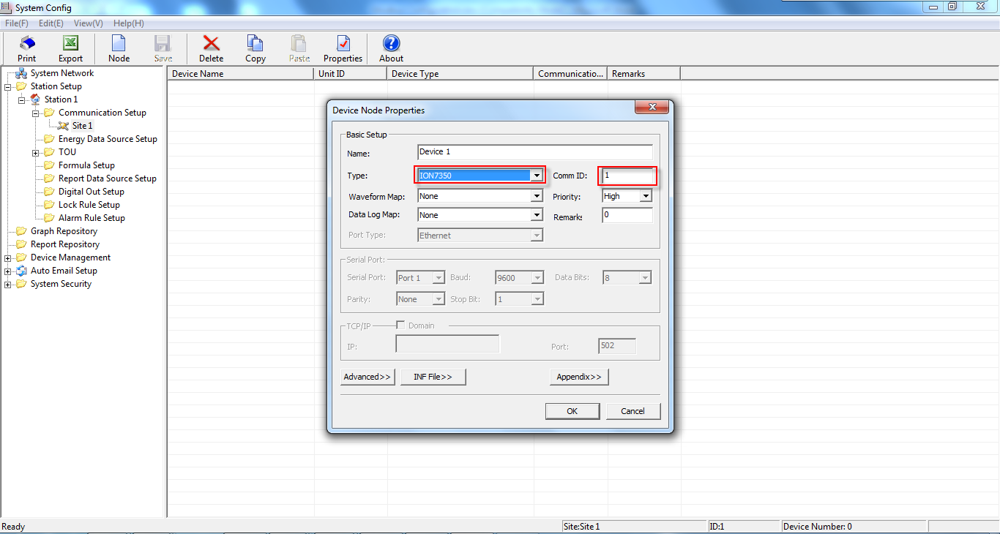 System Config
File(F) Edit(E) View(V) Help(H)
Print Export Node Save Delete Copy Paste Properties About
System Network
Station Setup
Station 1
Communication Setup
Site 1
Energy Data Source Setup
TOU
Formula Setup
Report Data Source Setup
Digital Out Setup
Lock Rule Setup
Alarm Rule Setup
Graph Repository
Report Repository
Device Management
Auto Email Setup
System Security
Device Name Unit ID Device Type Communicatio... Remarks
Device Node Properties
Basic Setup
Name: Device 1
Type: ION7350 Comm ID: 1
Waveform Map: None Priority: High
Data Log Map: None Remarks 0
Port Type: Ethernet
Serial Port:
Serial Port: Port 1 Baud: 9600 Data Bits: 8
Parity: None Stop Bit: 1
TCP/IP Domain
IP: Port: 502
Advanced>> INF File>> Appendix>>
OK Cancel
Ready Site:Site 1 ID:1 Device Number: 0